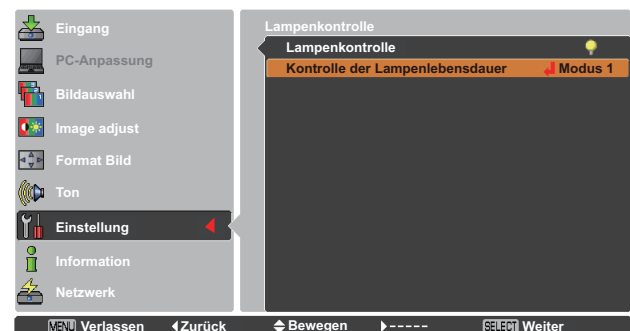 Eingang
PC-Anpassung
Bildauswahl
Image adjust
Format Bild
Ton
Einstellung
Information
Netzwerk
Lampenkontrolle
Lampenkontrolle
Kontrolle der Lampenlebensdauer Modus 1
MENU Verlassen Zurück Bewegen ----- SELECT Weiter